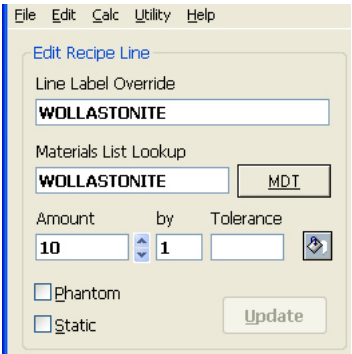 File Edit Calc Utility Help
Edit Recipe Line
Line Label Override
WOLLASTONITE
Materials List Lookup
WOLLASTONITE MDT
Amount by Tolerance
10 1
Phantom
Static
Update